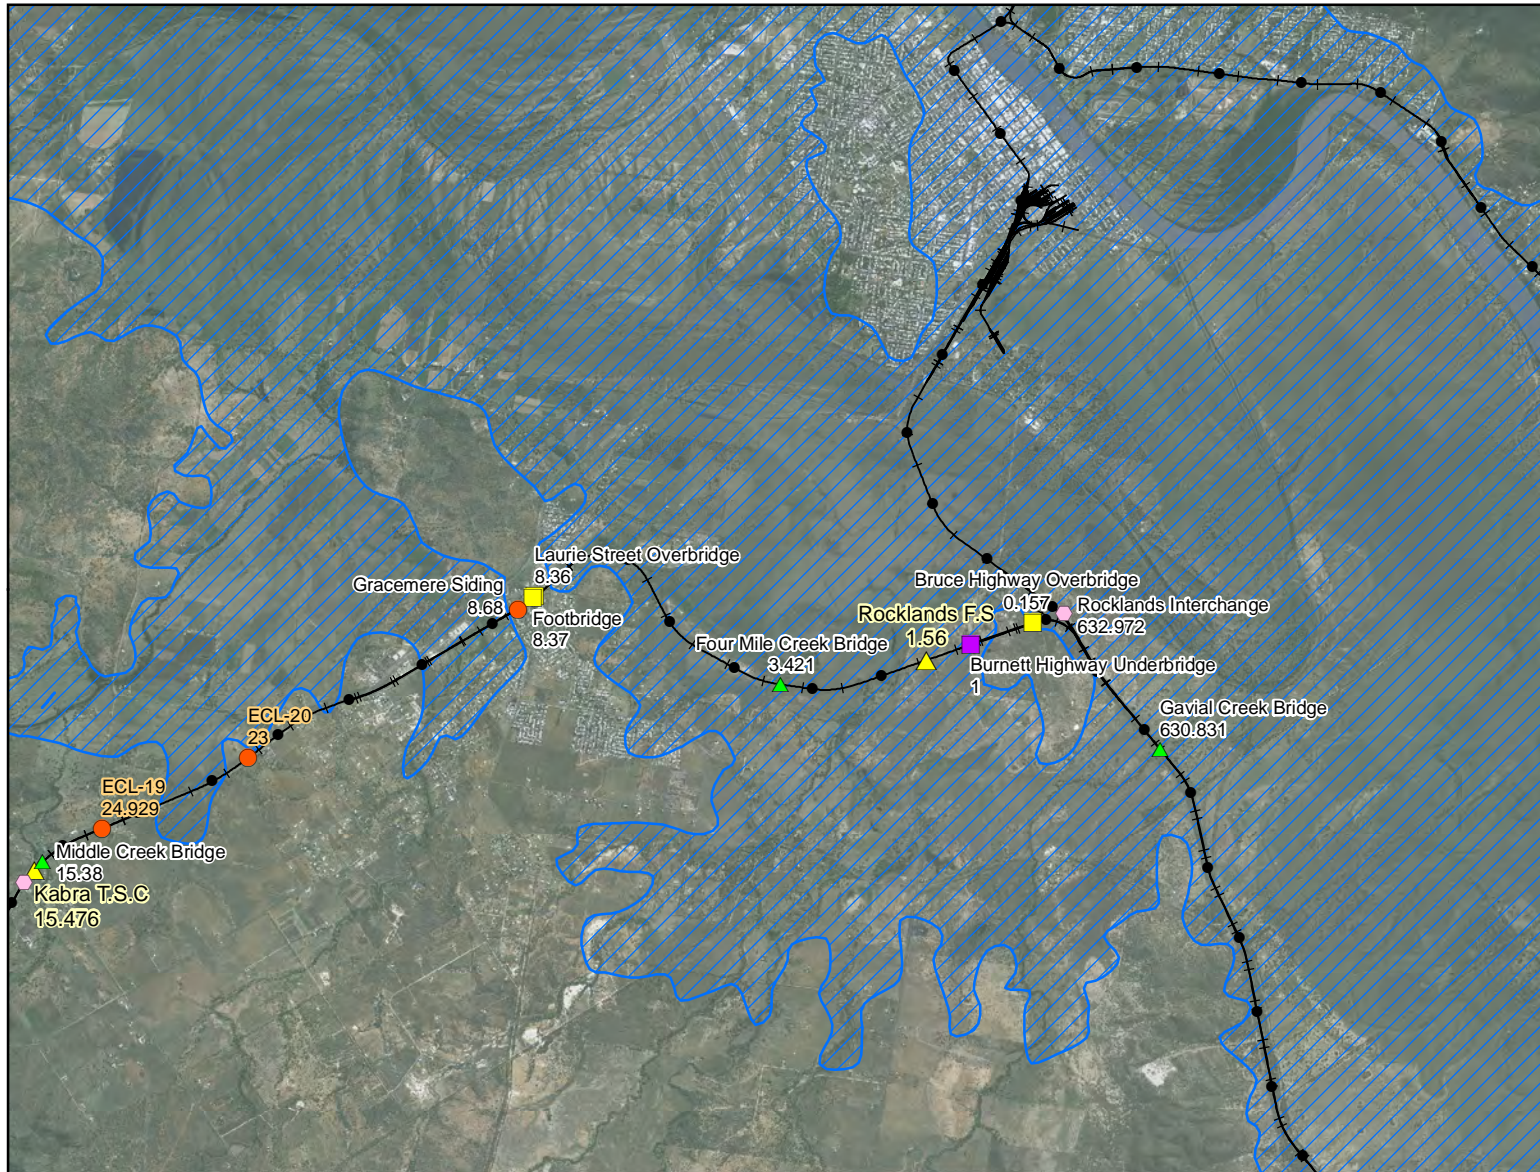 Laurie Street Overbridge
8.36
Gracemere Siding
8.68
Footbridge
8.37
Bruce Highway Overbridge
0.157
Rocklands Interchange
632.972
Rocklands F.S
1.56
Four Mile Creek Bridge
3.421
Burnett Highway Underbridge
1
Gavial Creek Bridge
630.831
ECL-20
23
ECL-19
24.929
Middle Creek Bridge
15.38
Kabra T.S.C
15.476